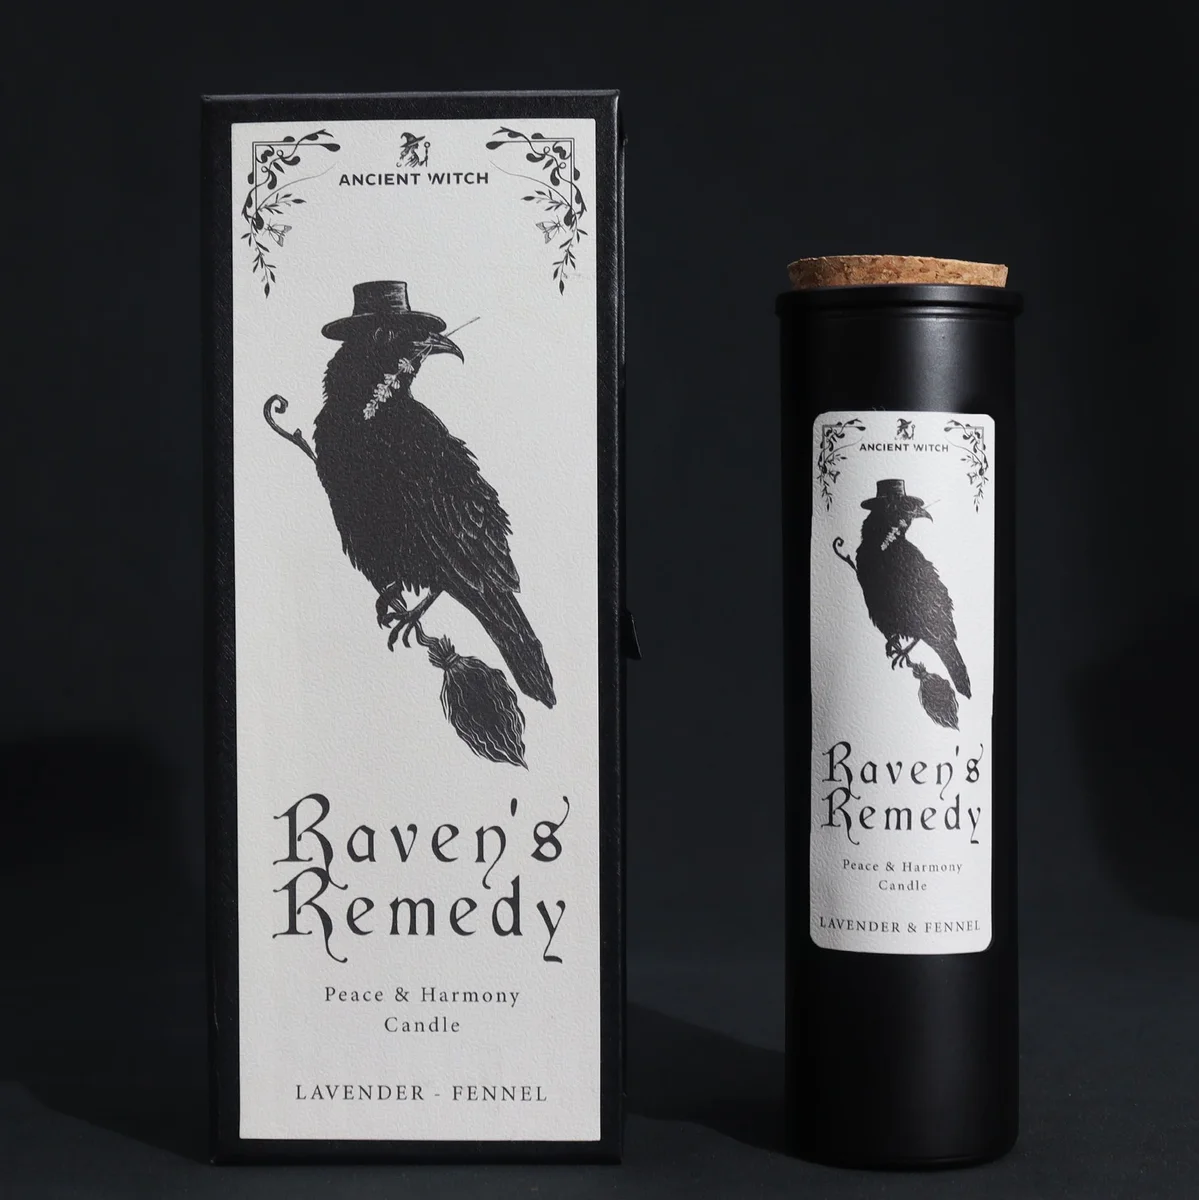 ANCIENT WITCH
Raven's
Remedy
Peace & Harmony
Candle
LAVENDER - FENNEL
ANCIENT WITCH
Raven's
Remedy
Peace & Harmony
Candle
LAVENDER & FENNEL